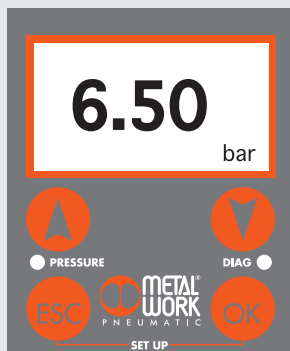 6.50
bar
PRESSURE
DIAG
ESC
METAL®
WORK
PNEUMATIC
OK
SET UP